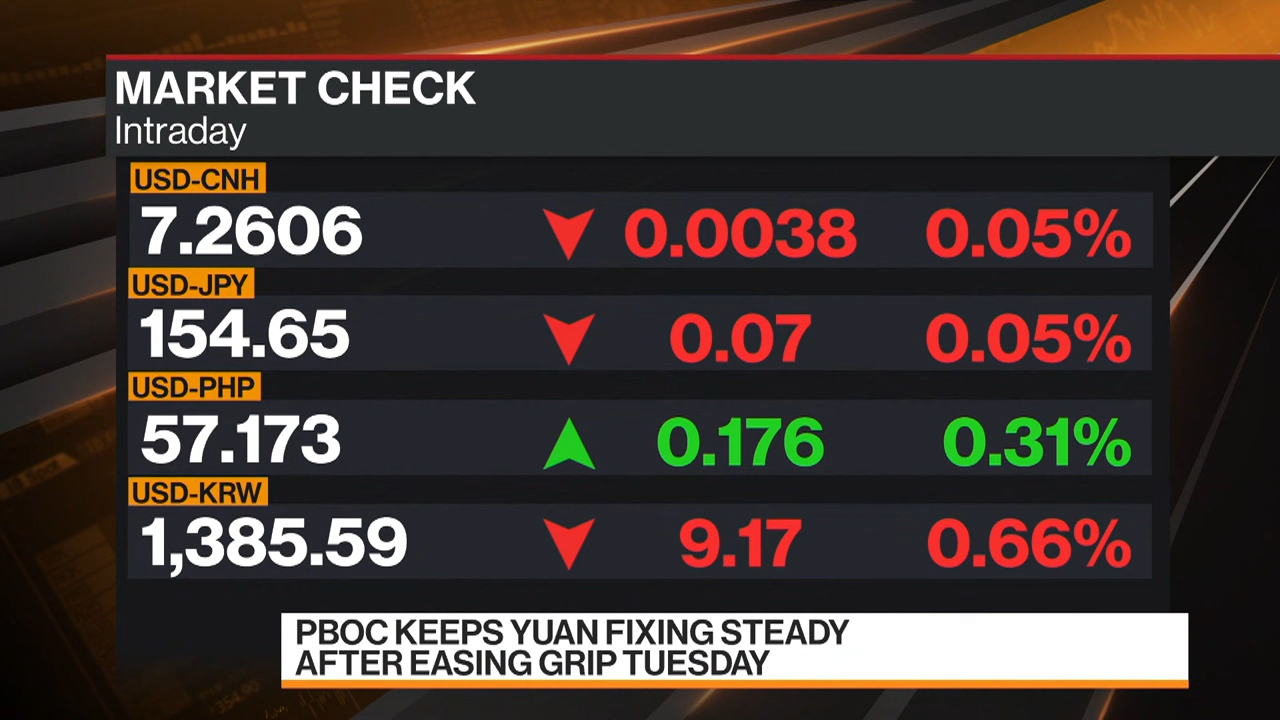 MARKET CHECK
Intraday
USD-CNH
7.2606 ▼ 0.0038 0.05%
USD-JPY
154.65 ▼ 0.07 0.05%
USD-PHP
57.173 ▲ 0.176 0.31%
USD-KRW
1,385.59 ▼ 9.17 0.66%
PBOC KEEPS YUAN FIXING STEADY
AFTER EASING GRIP TUESDAY